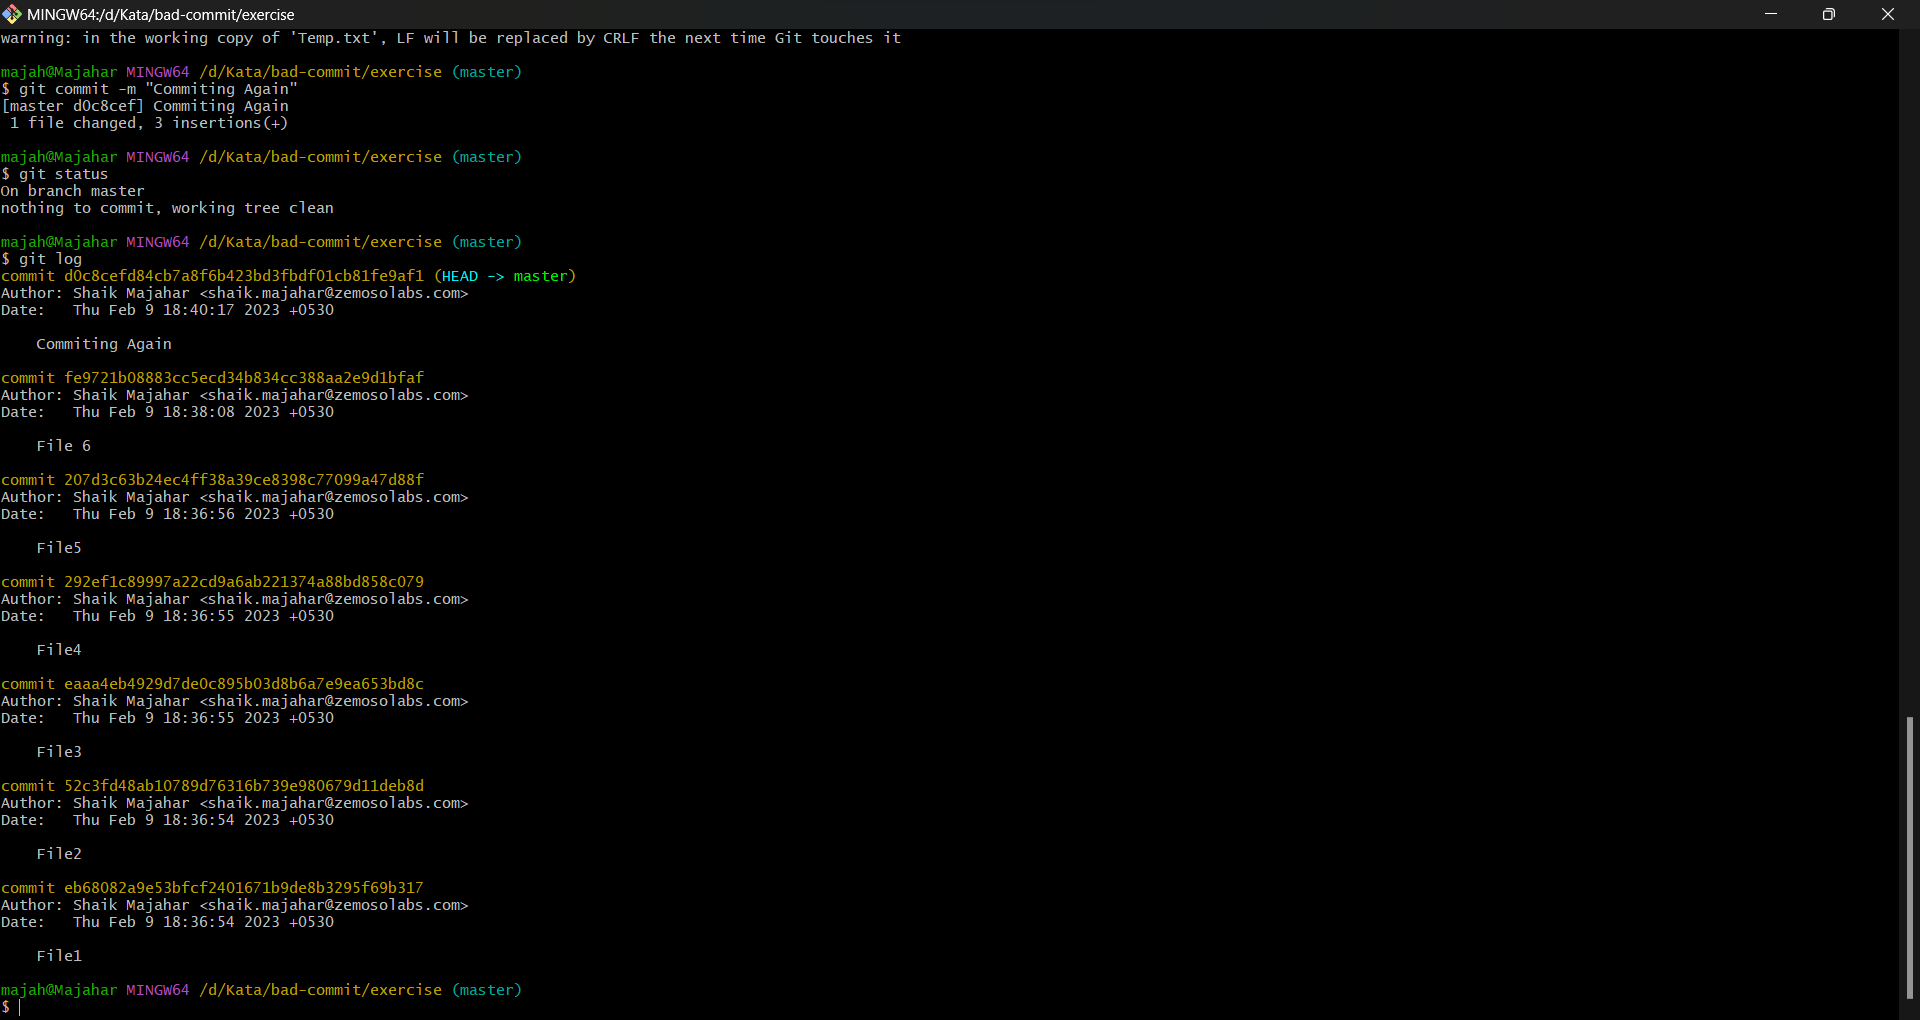 MINGW64:/d/Kata/bad-commit/exercise
warning: in the working copy of 'Temp.txt', LF will be replaced by CRLF the next time Git touches it
majah@Majahar MINGW64 /d/Kata/bad-commit/exercise (master)
$ git commit -m "Commiting Again"
[master d0c8cef] Commiting Again
 1 file changed, 3 insertions(+)
majah@Majahar MINGW64 /d/Kata/bad-commit/exercise (master)
$ git status
On branch master
nothing to commit, working tree clean
majah@Majahar MINGW64 /d/Kata/bad-commit/exercise (master)
$ git log
commit d0c8cefd84cb7a8f6b423bd3fbdf01cb81fe9af1 (HEAD -> master)
Author: Shaik Majahar <shaik.majahar@zemosolabs.com>
Date:   Thu Feb 9 18:40:17 2023 +0530
    Commiting Again
commit fe9721b08883cc5ecd34b834cc388aa2e9d1bfaf
Author: Shaik Majahar <shaik.majahar@zemosolabs.com>
Date:   Thu Feb 9 18:38:08 2023 +0530
    File 6
commit 207d3c63b24ec4ff38a39ce8398c77099a47d88f
Author: Shaik Majahar <shaik.majahar@zemosolabs.com>
Date:   Thu Feb 9 18:36:56 2023 +0530
    File5
commit 292ef1c89997a22cd9a6ab221374a88bd858c079
Author: Shaik Majahar <shaik.majahar@zemosolabs.com>
Date:   Thu Feb 9 18:36:55 2023 +0530
    File4
commit eaaa4eb4929d7de0c895b03d8b6a7e9ea653bd8c
Author: Shaik Majahar <shaik.majahar@zemosolabs.com>
Date:   Thu Feb 9 18:36:55 2023 +0530
    File3
commit 52c3fd48ab10789d76316b739e980679d11deb8d
Author: Shaik Majahar <shaik.majahar@zemosolabs.com>
Date:   Thu Feb 9 18:36:54 2023 +0530
    File2
commit eb68082a9e53bfcf2401671b9de8b3295f69b317
Author: Shaik Majahar <shaik.majahar@zemosolabs.com>
Date:   Thu Feb 9 18:36:54 2023 +0530
    File1
majah@Majahar MINGW64 /d/Kata/bad-commit/exercise (master)
$